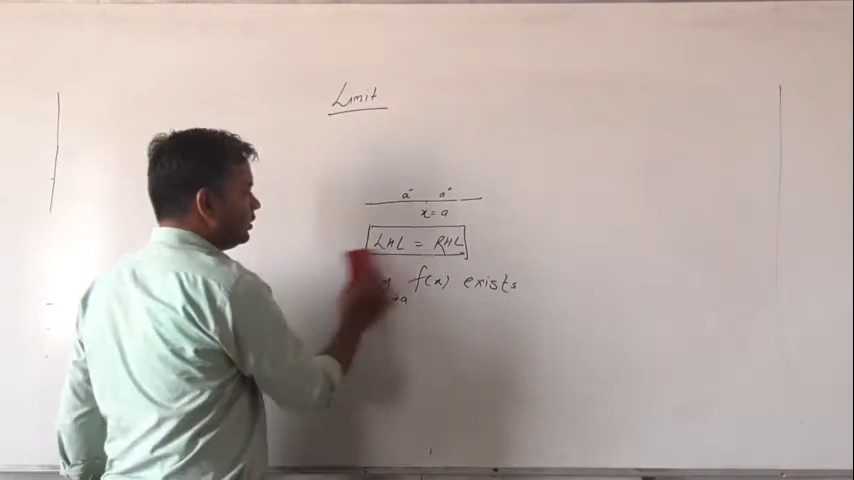 Limit
a⁻ a⁺
x = a
LHL = RHL
f(x) exists